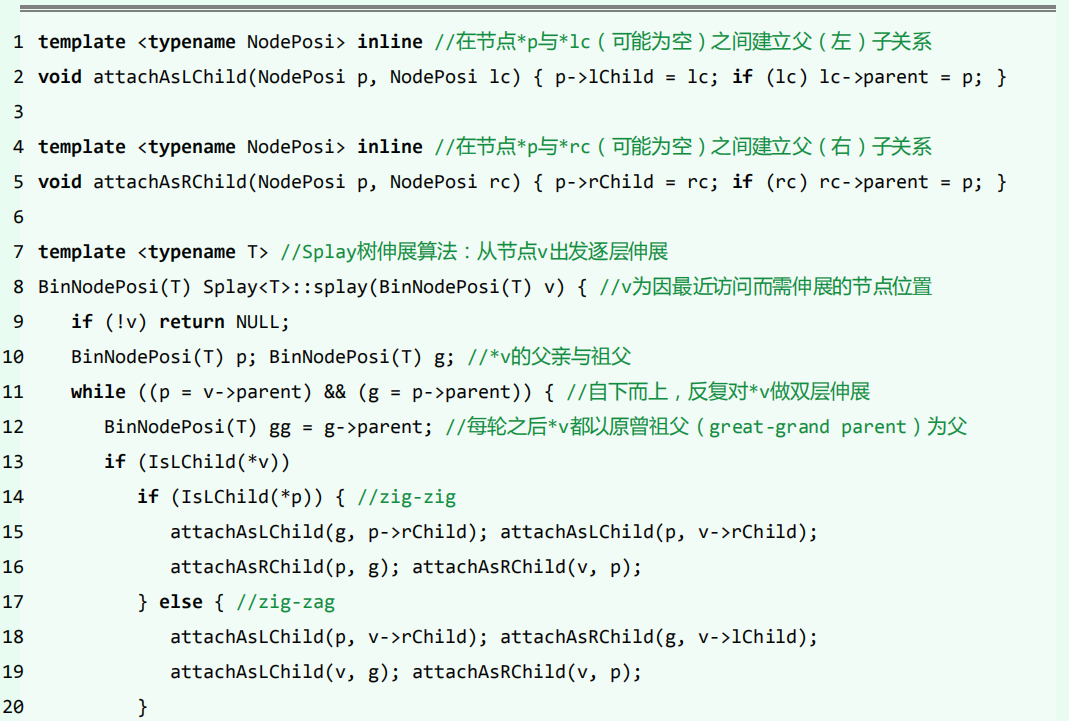 1 template <typename NodePosi> inline //在节点*p与*lc（可能为空）之间建立父（左）子关系
2 void attachAsLChild(NodePosi p, NodePosi lc) { p->lChild = lc; if (lc) lc->parent = p; }
3
4 template <typename NodePosi> inline //在节点*p与*rc（可能为空）之间建立父（右）子关系
5 void attachAsRChild(NodePosi p, NodePosi rc) { p->rChild = rc; if (rc) rc->parent = p; }
6
7 template <typename T> //Splay树伸展算法：从节点v出发逐层伸展
8 BinNodePosi(T) Splay<T>::splay(BinNodePosi(T) v) { //v为因最近访问而需伸展的节点位置
9    if (!v) return NULL;
10    BinNodePosi(T) p; BinNodePosi(T) g; //*v的父亲与祖父
11    while ((p = v->parent) && (g = p->parent)) { //自下而上，反复对*v做双层伸展
12       BinNodePosi(T) gg = g->parent; //每轮之后*v都以原曾祖父（great-grand parent）为父
13       if (IsLChild(*v))
14          if (IsLChild(*p)) { //zig-zig
15             attachAsLChild(g, p->rChild); attachAsLChild(p, v->rChild);
16             attachAsRChild(p, g); attachAsRChild(v, p);
17          } else { //zig-zag
18             attachAsLChild(p, v->rChild); attachAsRChild(g, v->lChild);
19             attachAsLChild(v, g); attachAsRChild(v, p);
20          }